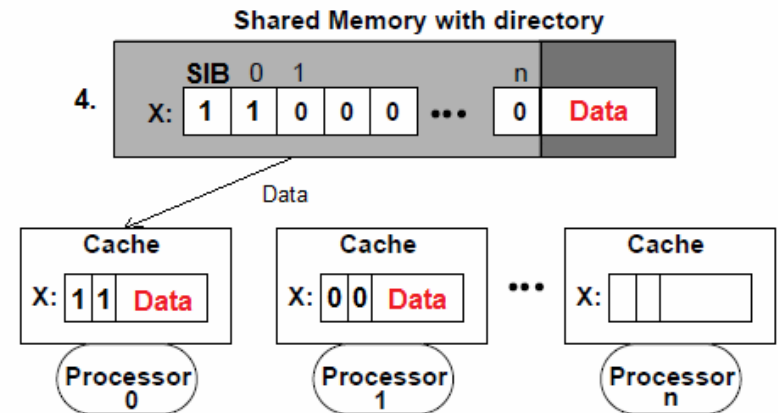 Shared Memory with directory
SIB 0 1 n
4. X: 1 1 0 0 0 ••• 0 Data
Data
Cache Cache Cache
X: 1 1 Data X: 0 0 Data ••• X:
Processor Processor Processor
0 1 n